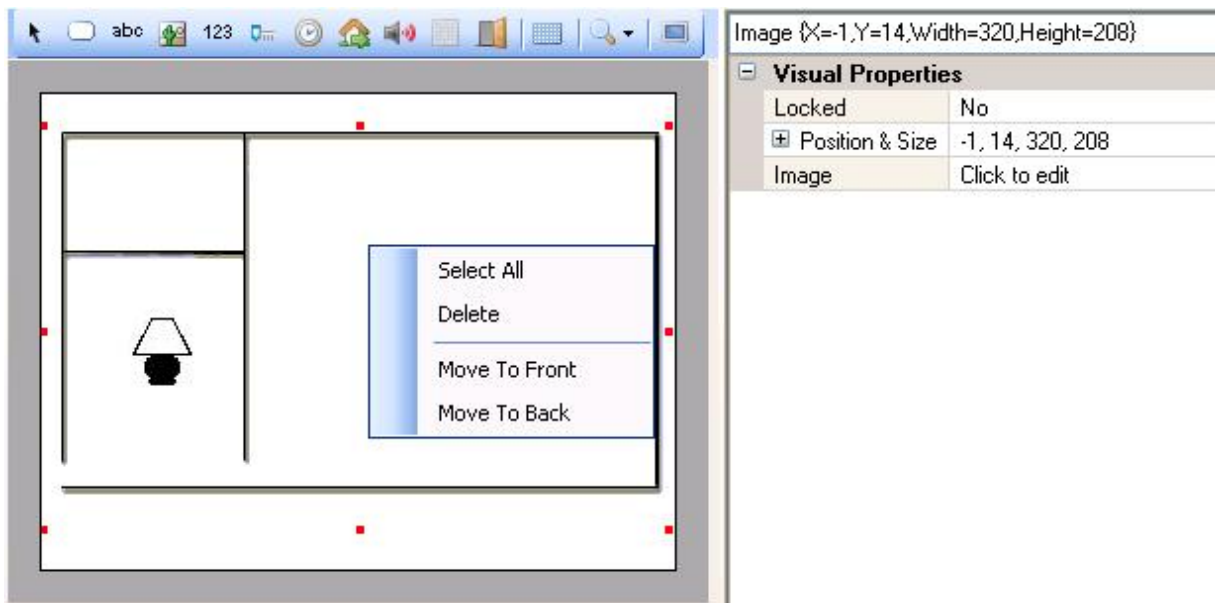 abc 123
Image {X=-1,Y=14,Width=320,Height=208}
Visual Properties
Locked No
Position & Size -1, 14, 320, 208
Image Click to edit
Select All
Delete
Move To Front
Move To Back